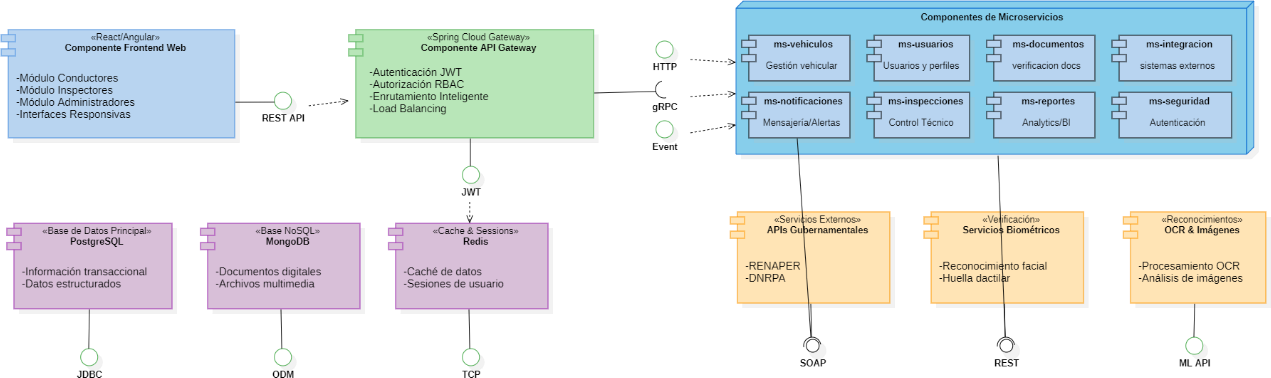 «React/Angular»
Componente Frontend Web
-Módulo Conductores
-Módulo Inspectores
-Módulo Administradores
-Interfaces Responsivas
REST API
«Spring Cloud Gateway»
Componente API Gateway
-Autenticación JWT
-Autorización RBAC
-Enrutamiento Inteligente
-Load Balancing
JWT
HTTP
gRPC
Event
Componentes de Microservicios
ms-vehiculos
Gestión vehicular
ms-usuarios
Usuarios y perfiles
ms-documentos
verificacion docs
ms-integracion
sistemas externos
ms-notificaciones
Mensajería/Alertas
ms-inspecciones
Control Técnico
ms-reportes
Analytics/BI
ms-seguridad
Autenticación
«Base de Datos Principal»
PostgreSQL
-Información transaccional
-Datos estructurados
JDBC
«Base NoSQL»
MongoDB
-Documentos digitales
-Archivos multimedia
ODM
«Cache & Sessions»
Redis
-Caché de datos
-Sesiones de usuario
TCP
«Servicios Externos»
APIs Gubernamentales
-RENAPER
-DNRPA
SOAP
«Verificación»
Servicios Biométricos
-Reconocimiento facial
-Huella dactilar
REST
«Reconocimientos»
OCR & Imágenes
-Procesamiento OCR
-Análisis de imágenes
ML API